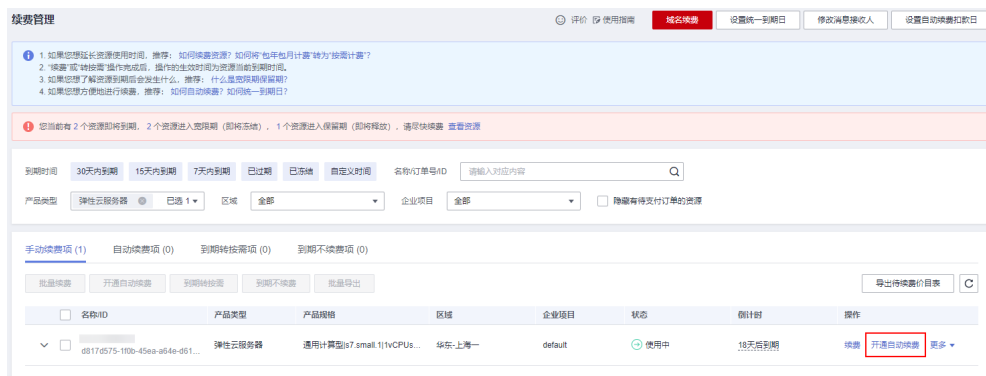 续费管理 评价 使用指南 域名续费 设置统一到期日 修改消息接收人 设置自动续费扣款日
1. 如果您想延长资源使用时间，推荐： 如何续费资源？如何将“包年包月计费”转为“按需计费”?
2. “续费”或“转按需”操作完成后，操作的生效时间为资源当前到期时间。
3. 如果您想了解资源到期后会发生什么，推荐： 什么是宽限期保留期?
4. 如果您想方便地进行续费，推荐： 如何自动续费? 如何统一到期日?
您当前有 2 个资源即将到期， 2 个资源进入宽限期（即将冻结）， 1 个资源进入保留期（即将释放），请尽快续费 查看资源
到期时间 30天内到期 15天内到期 7天内到期 已过期 已冻结 自定义时间 名称/订单号/ID 请输入对应内容
产品类型 弹性云服务器 已选 1 区域 全部 企业项目 全部 隐藏有待支付订单的资源
手动续费项 (1) 自动续费项 (0) 到期转按需项 (0) 到期不续费项 (0)
批量续费 开通自动续费 到期转按需 到期不续费 批量导出 导出待续费价目表
名称/ID 产品类型 产品规格 区域 企业项目 状态 倒计时 操作
d817d575-1f0b-45ea-a64e-d61... 弹性云服务器 通用计算型|s7.small.1|1vCPUs... 华东-上海一 default 使用中 18天后到期 续费 开通自动续费 更多